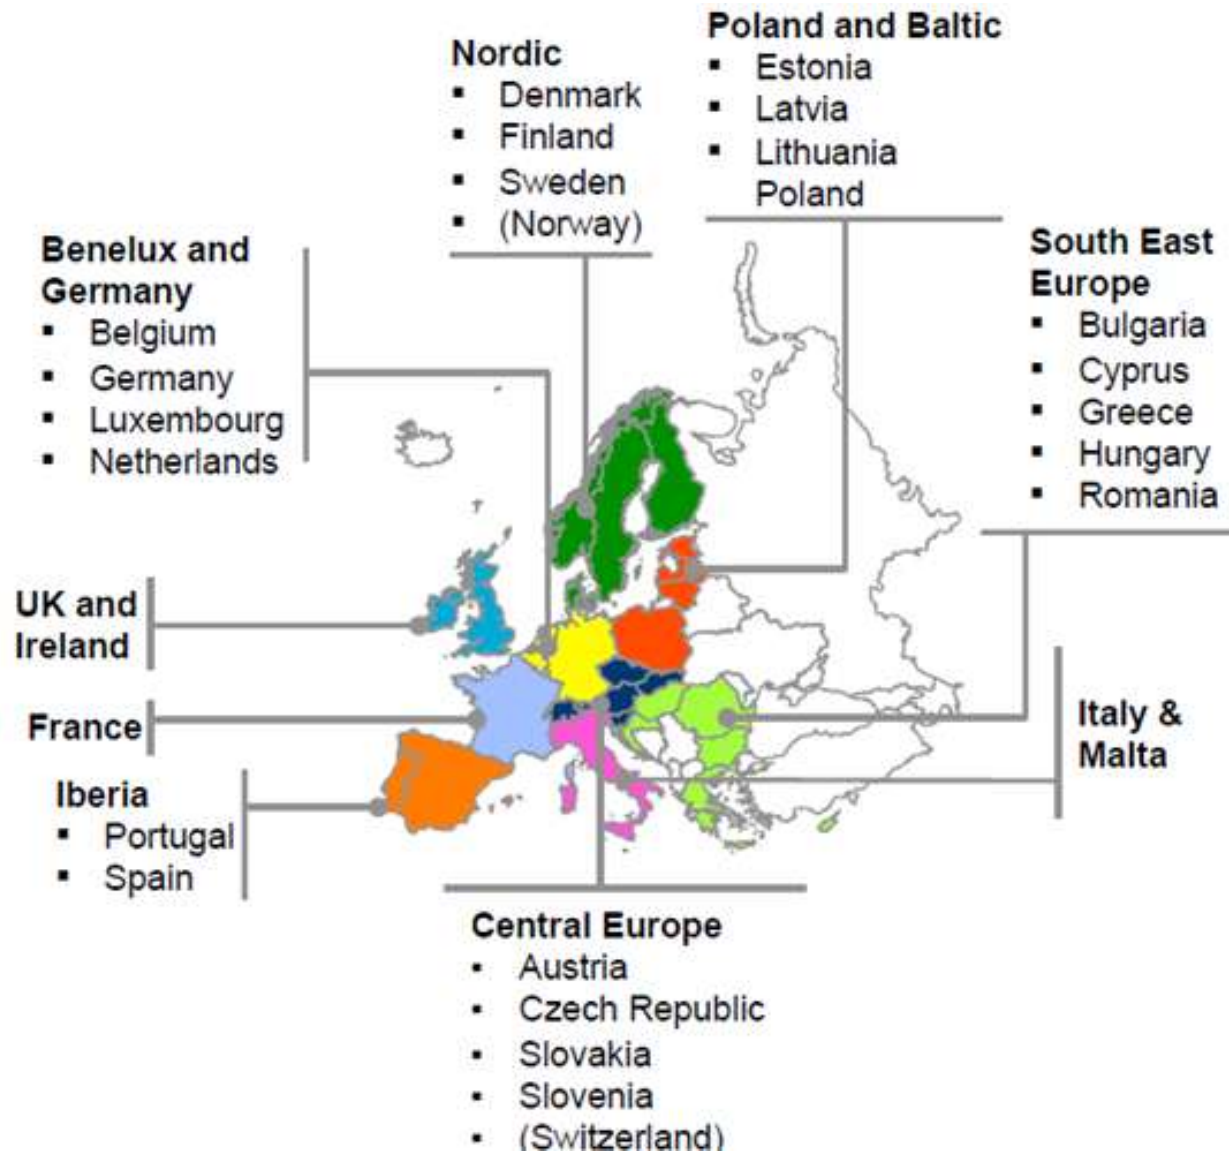 Poland and Baltic
▪ Estonia
▪ Latvia
▪ Lithuania
Poland
Nordic
▪ Denmark
▪ Finland
▪ Sweden
▪ (Norway)
Benelux and
Germany
▪ Belgium
▪ Germany
▪ Luxembourg
▪ Netherlands
South East
Europe
▪ Bulgaria
▪ Cyprus
▪ Greece
▪ Hungary
▪ Romania
UK and
Ireland
France
Italy &
Malta
Iberia
▪ Portugal
▪ Spain
Central Europe
▪ Austria
▪ Czech Republic
▪ Slovakia
▪ Slovenia
▪ (Switzerland)